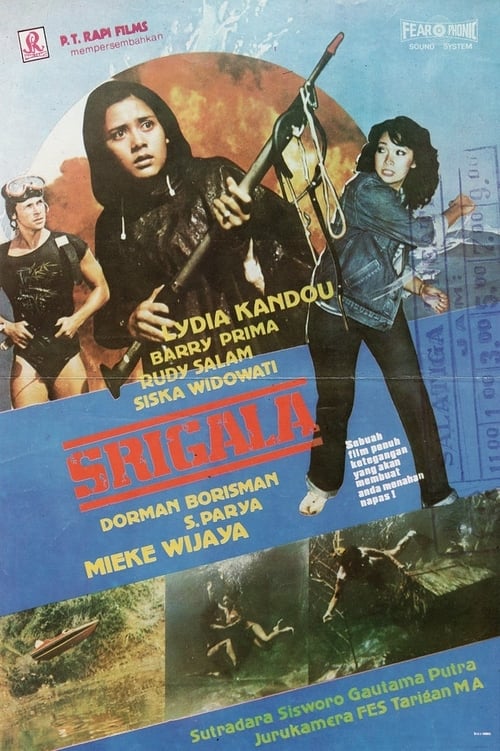 P.T. RAPI FILMS
mempersembahkan
FEAR PHONIC
SOUND SYSTEM
LYDIA KANDOU
BARRY PRIMA
RUDY SALAM
SISKA WIDOWATI
SRIGALA
Sebuah
film penuh
ketegangan
yang akan
membuat
anda menahan
napas !
DORMAN BORISMAN
S. PARYA
MIEKE WIJAYA
SALATIGA
JAM:
Sutradara Sisworo Gautama Putra
Jurukamera FES Tarigan M A